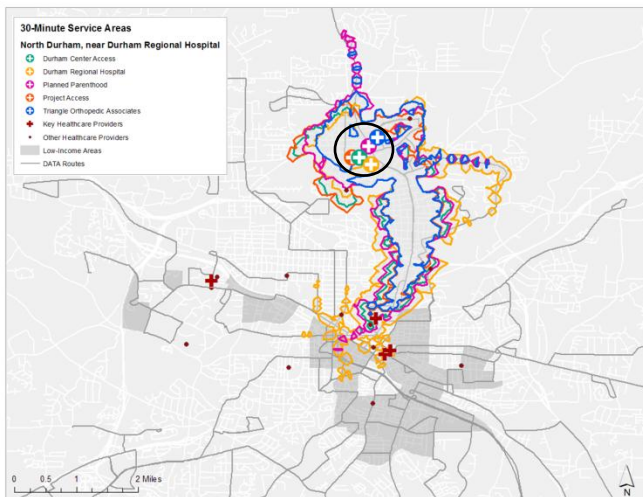 30-Minute Service Areas
North Durham, near Durham Regional Hospital
Durham Center Access
Durham Regional Hospital
Planned Parenthood
Project Access
Triangle Orthopedic Associates
Key Healthcare Providers
Other Healthcare Providers
Low-Income Areas
DATA Routes
0 0.5 1 2 Miles
N